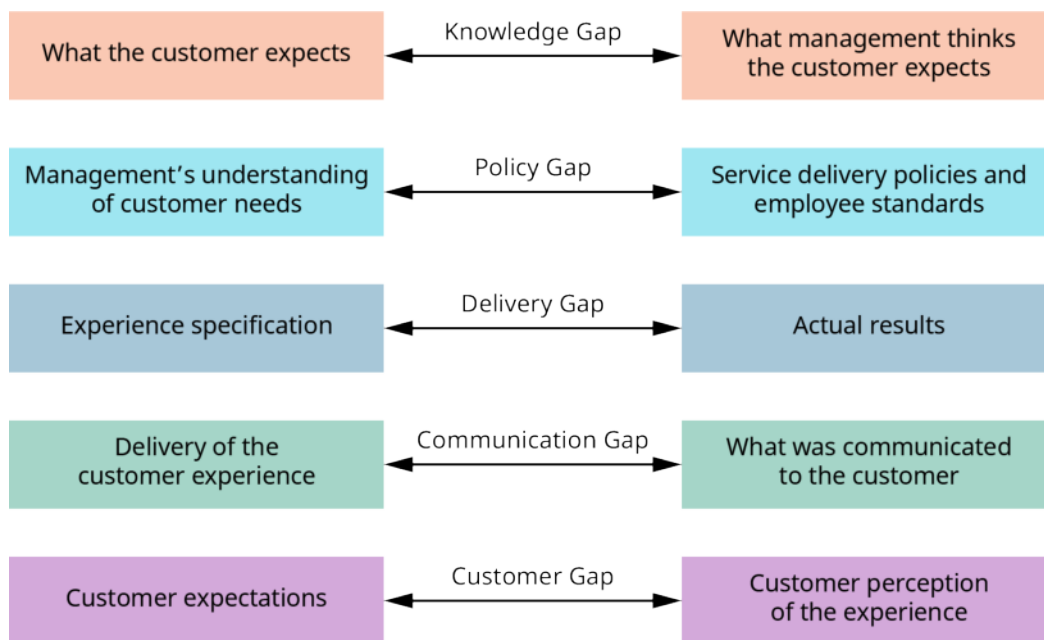 What the customer expects
Knowledge Gap
What management thinks
the customer expects
Management’s understanding
of customer needs
Policy Gap
Service delivery policies and
employee standards
Experience specification
Delivery Gap
Actual results
Delivery of the
customer experience
Communication Gap
What was communicated
to the customer
Customer expectations
Customer Gap
Customer perception
of the experience